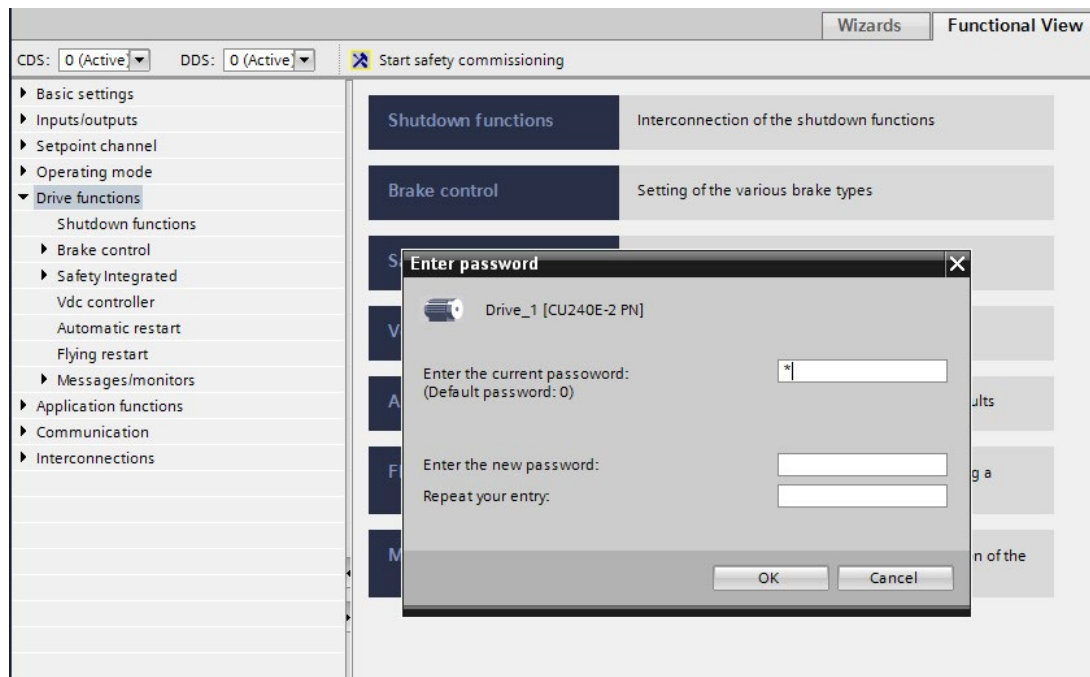 Wizards
Functional View
CDS: 0 (Active)
DDS: 0 (Active)
Start safety commissioning
Basic settings
Inputs/outputs
Setpoint channel
Operating mode
Drive functions
Shutdown functions
Brake control
Safety Integrated
Vdc controller
Automatic restart
Flying restart
Messages/monitors
Application functions
Communication
Interconnections
Shutdown functions
Interconnection of the shutdown functions
Brake control
Setting of the various brake types
Enter password
Drive_1 [CU240E-2 PN]
Enter the current passoword:
*
(Default password: 0)
Enter the new password:
Repeat your entry:
g a
n of the
OK
Cancel